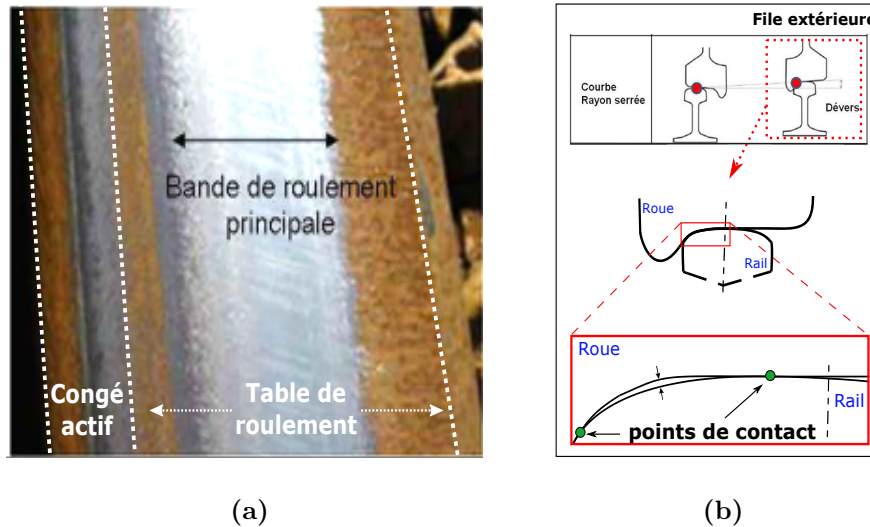 Bande de roulement
principale
Congé
actif
Table de
roulement
(a)
File extérieure
Courbe
Rayon serrée
Dévers
Roue
Rail
Roue
Rail
points de contact
(b)